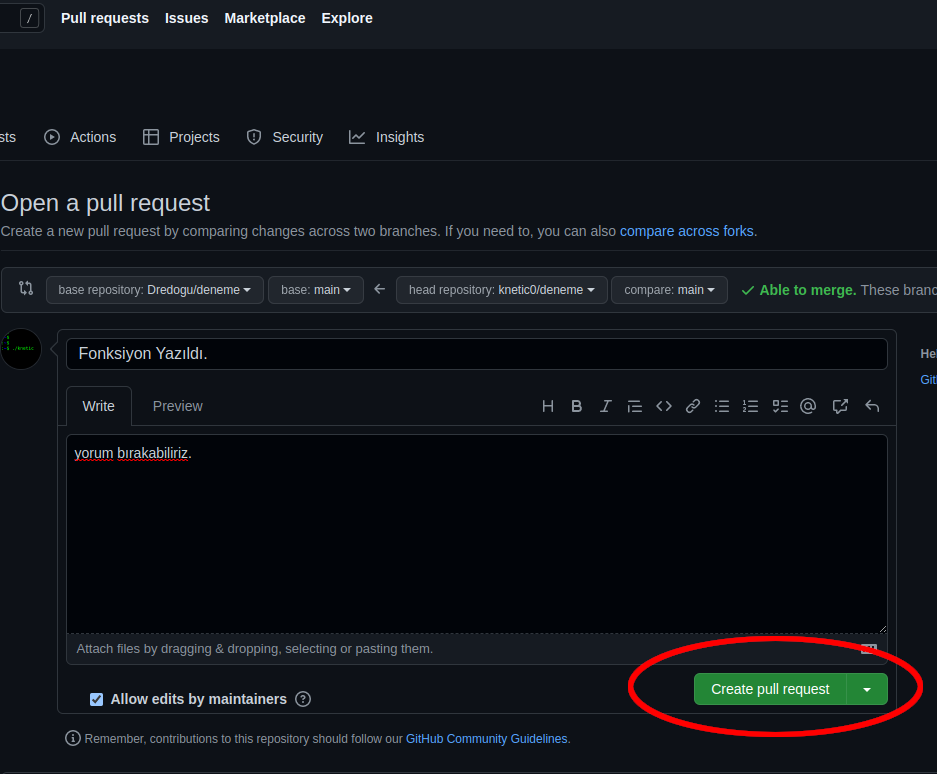 / Pull requests Issues Marketplace Explore
sts Actions Projects Security Insights
Open a pull request
Create a new pull request by comparing changes across two branches. If you need to, you can also compare across forks.
base repository: Dredogu/deneme base: main ← head repository: knetic0/deneme compare: main Able to merge. These branc
Fonksiyon Yazıldı.
Hel
Git
Write Preview
yorum bırakabiliriz.
Attach files by dragging & dropping, selecting or pasting them.
Allow edits by maintainers
Create pull request
Remember, contributions to this repository should follow our GitHub Community Guidelines.